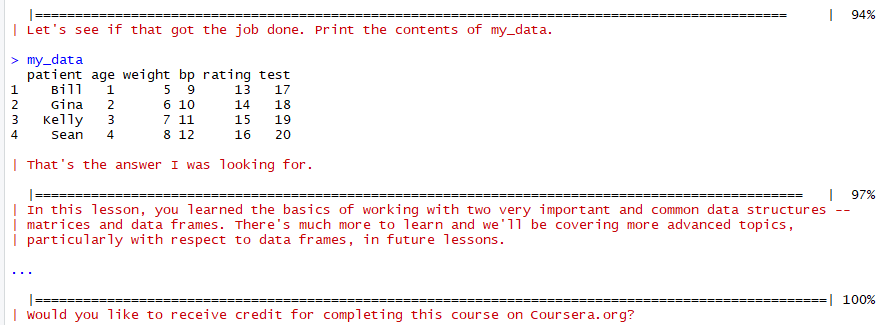 |==============================================================================================    |  94%
| Let's see if that got the job done. Print the contents of my_data.
> my_data
  patient age weight bp rating test
1    Bill   1      5  9     13   17
2    Gina   2      6 10     14   18
3   Kelly   3      7 11     15   19
4    Sean   4      8 12     16   20
| That's the answer I was looking for.
|================================================================================================  |  97%
| In this lesson, you learned the basics of working with two very important and common data structures --
| matrices and data frames. There's much more to learn and we'll be covering more advanced topics,
| particularly with respect to data frames, in future lessons.
...
|===================================================================================================| 100%
| Would you like to receive credit for completing this course on Coursera.org?